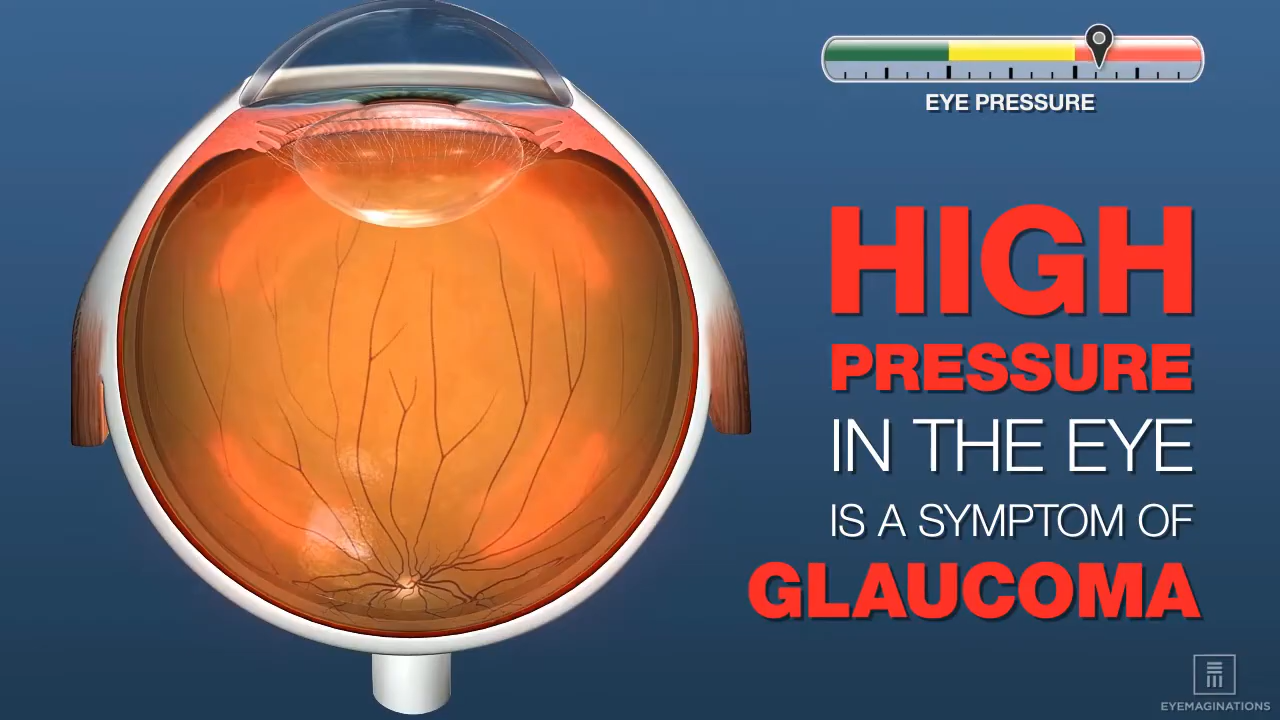 EYE PRESSURE
HIGH
PRESSURE
IN THE EYE
IS A SYMPTOM OF
GLAUCOMA
EYEMAGINATIONS